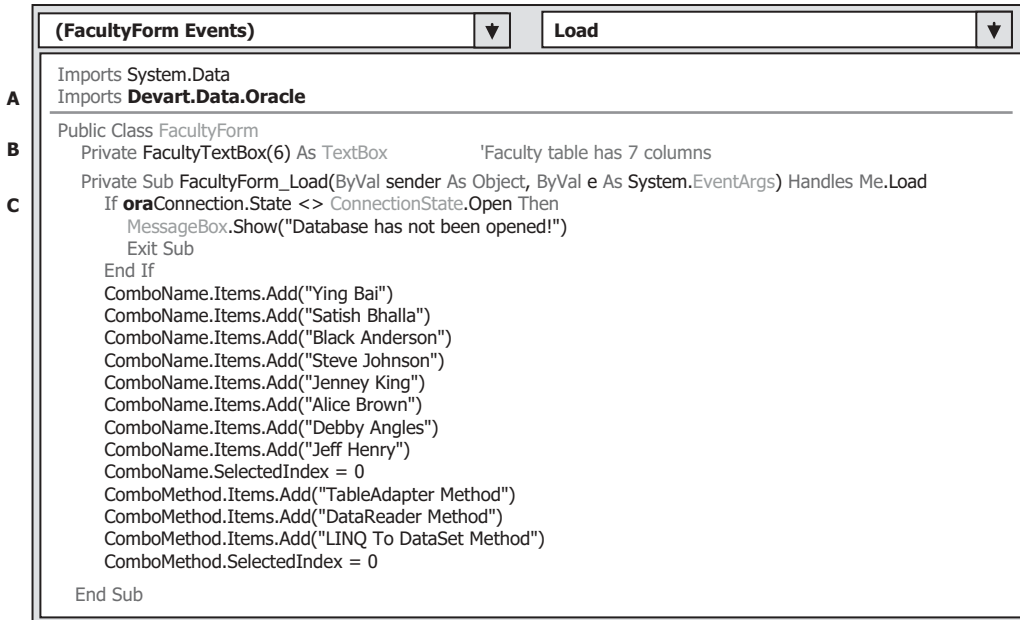 (FacultyForm Events) Load
Imports System.Data
A Imports Devart.Data.Oracle
Public Class FacultyForm
B Private FacultyTextBox(6) As TextBox 'Faculty table has 7 columns
Private Sub FacultyForm_Load(ByVal sender As Object, ByVal e As System.EventArgs) Handles Me.Load
C If oraConnection.State <> ConnectionState.Open Then
MessageBox.Show("Database has not been opened!")
Exit Sub
End If
ComboName.Items.Add("Ying Bai")
ComboName.Items.Add("Satish Bhalla")
ComboName.Items.Add("Black Anderson")
ComboName.Items.Add("Steve Johnson")
ComboName.Items.Add("Jenney King")
ComboName.Items.Add("Alice Brown")
ComboName.Items.Add("Debby Angles")
ComboName.Items.Add("Jeff Henry")
ComboName.SelectedIndex = 0
ComboMethod.Items.Add("TableAdapter Method")
ComboMethod.Items.Add("DataReader Method")
ComboMethod.Items.Add("LINQ To DataSet Method")
ComboMethod.SelectedIndex = 0
End Sub